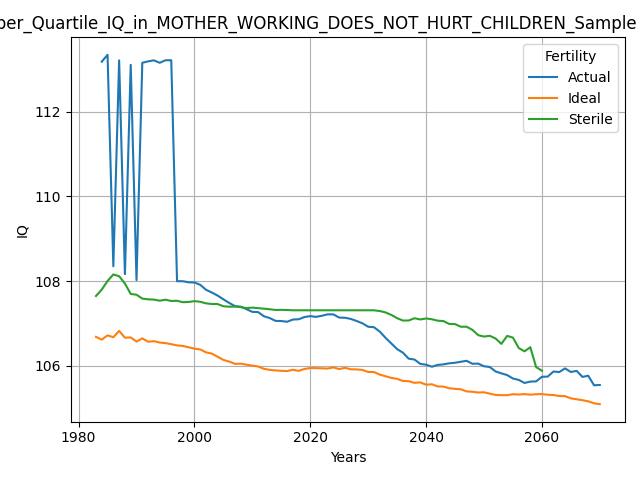 per_Quartile_IQ_in_MOTHER_WORKING_DOES_NOT_HURT_CHILDREN_Sample
Fertility
Actual
Ideal
Sterile
112
110
108
106
IQ
1980 2000 2020 2040 2060
Years